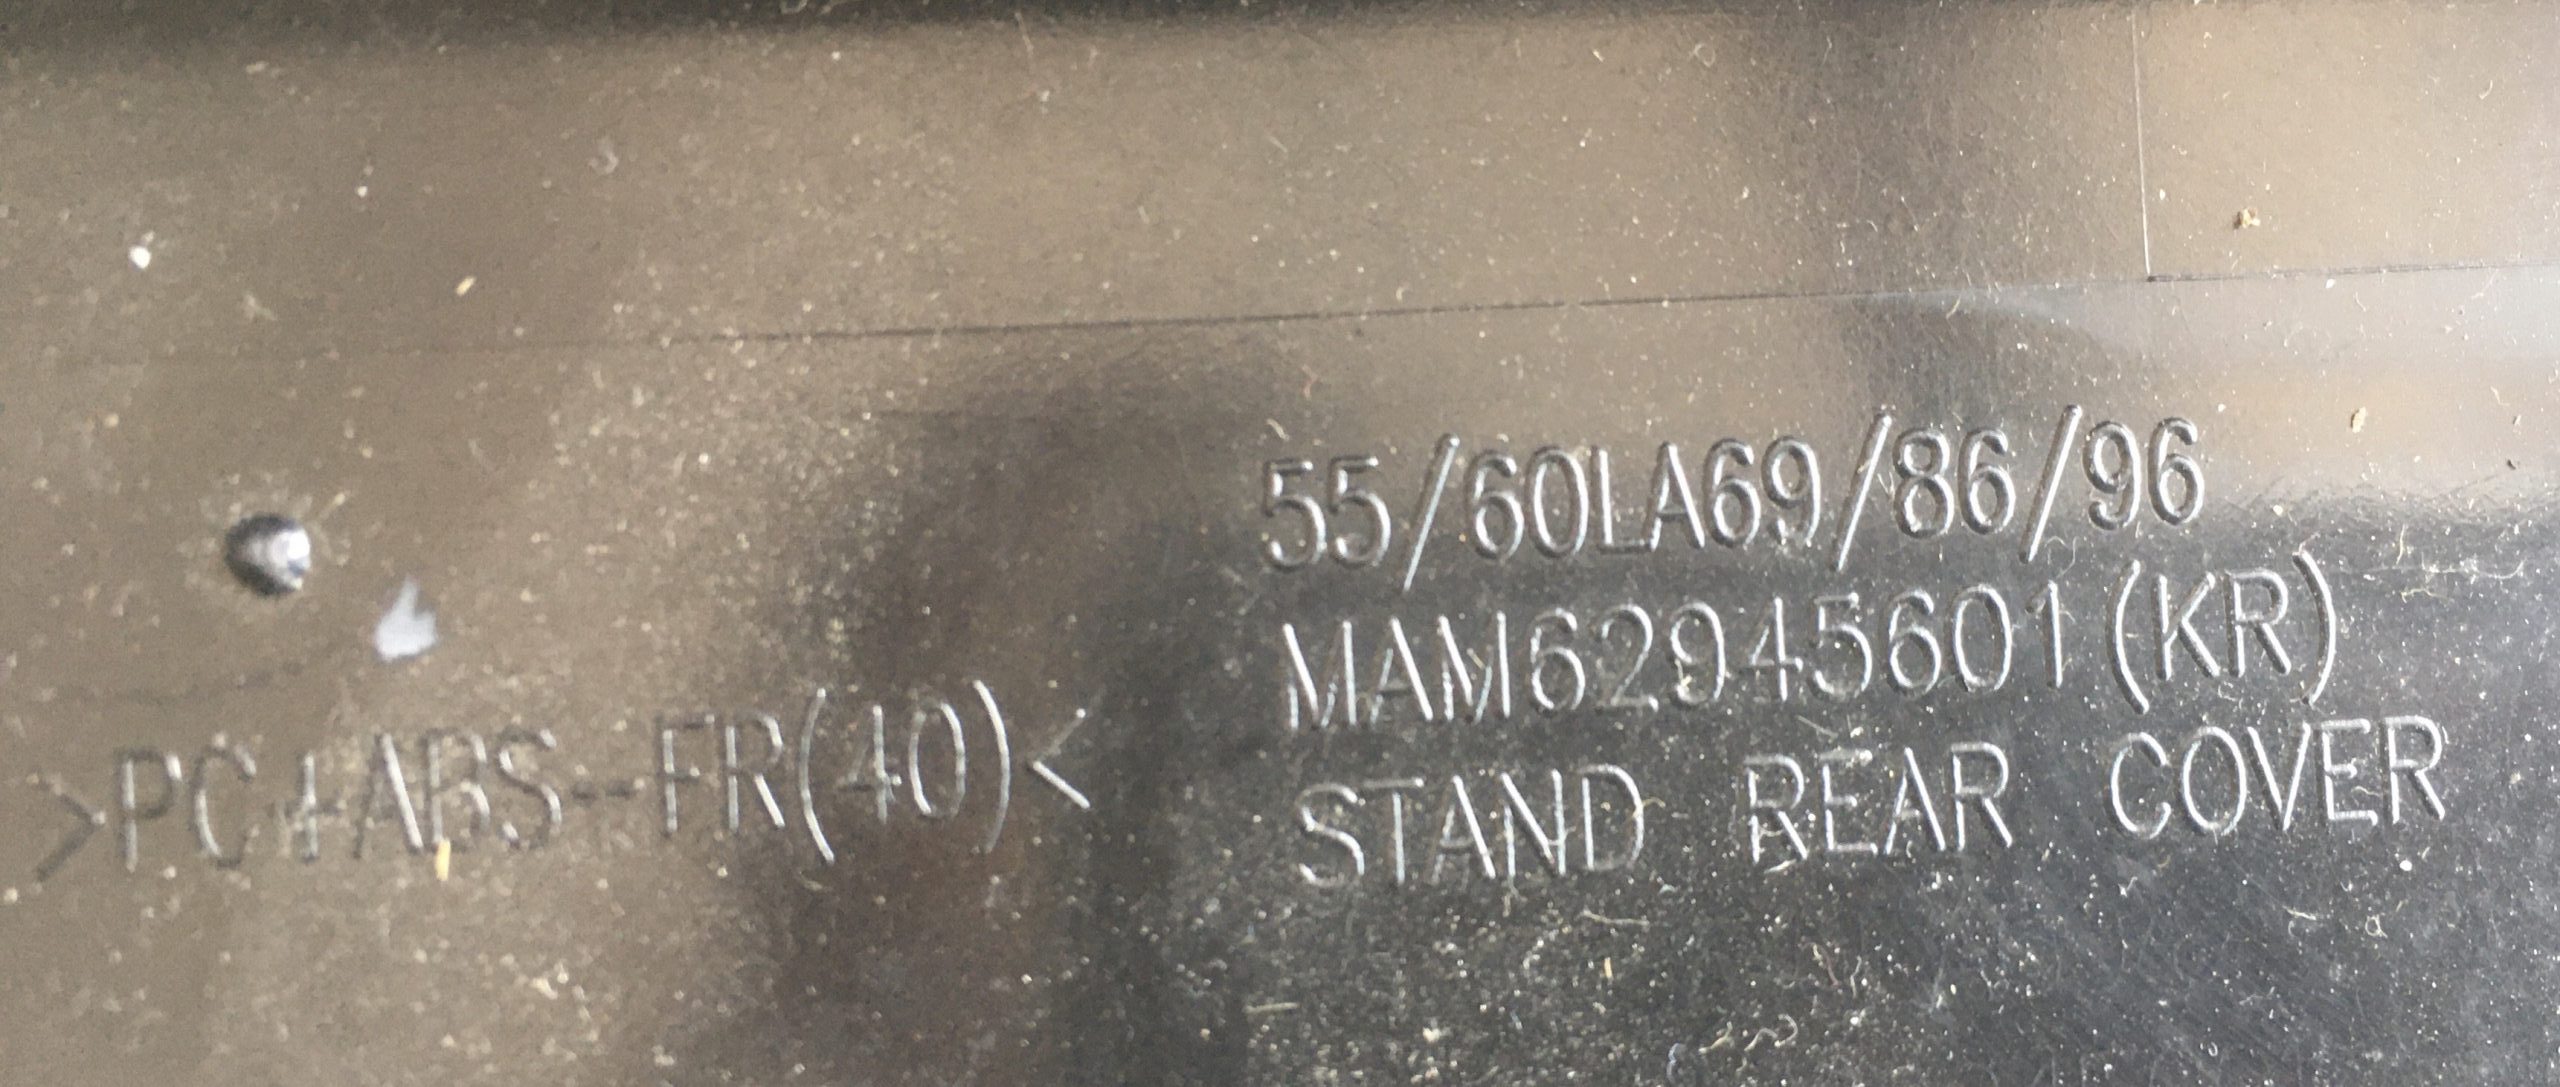 55/60LA69/86/96
MAM62945601(KR)
STAND REAR COVER
>PC+ABS-FR(40)<